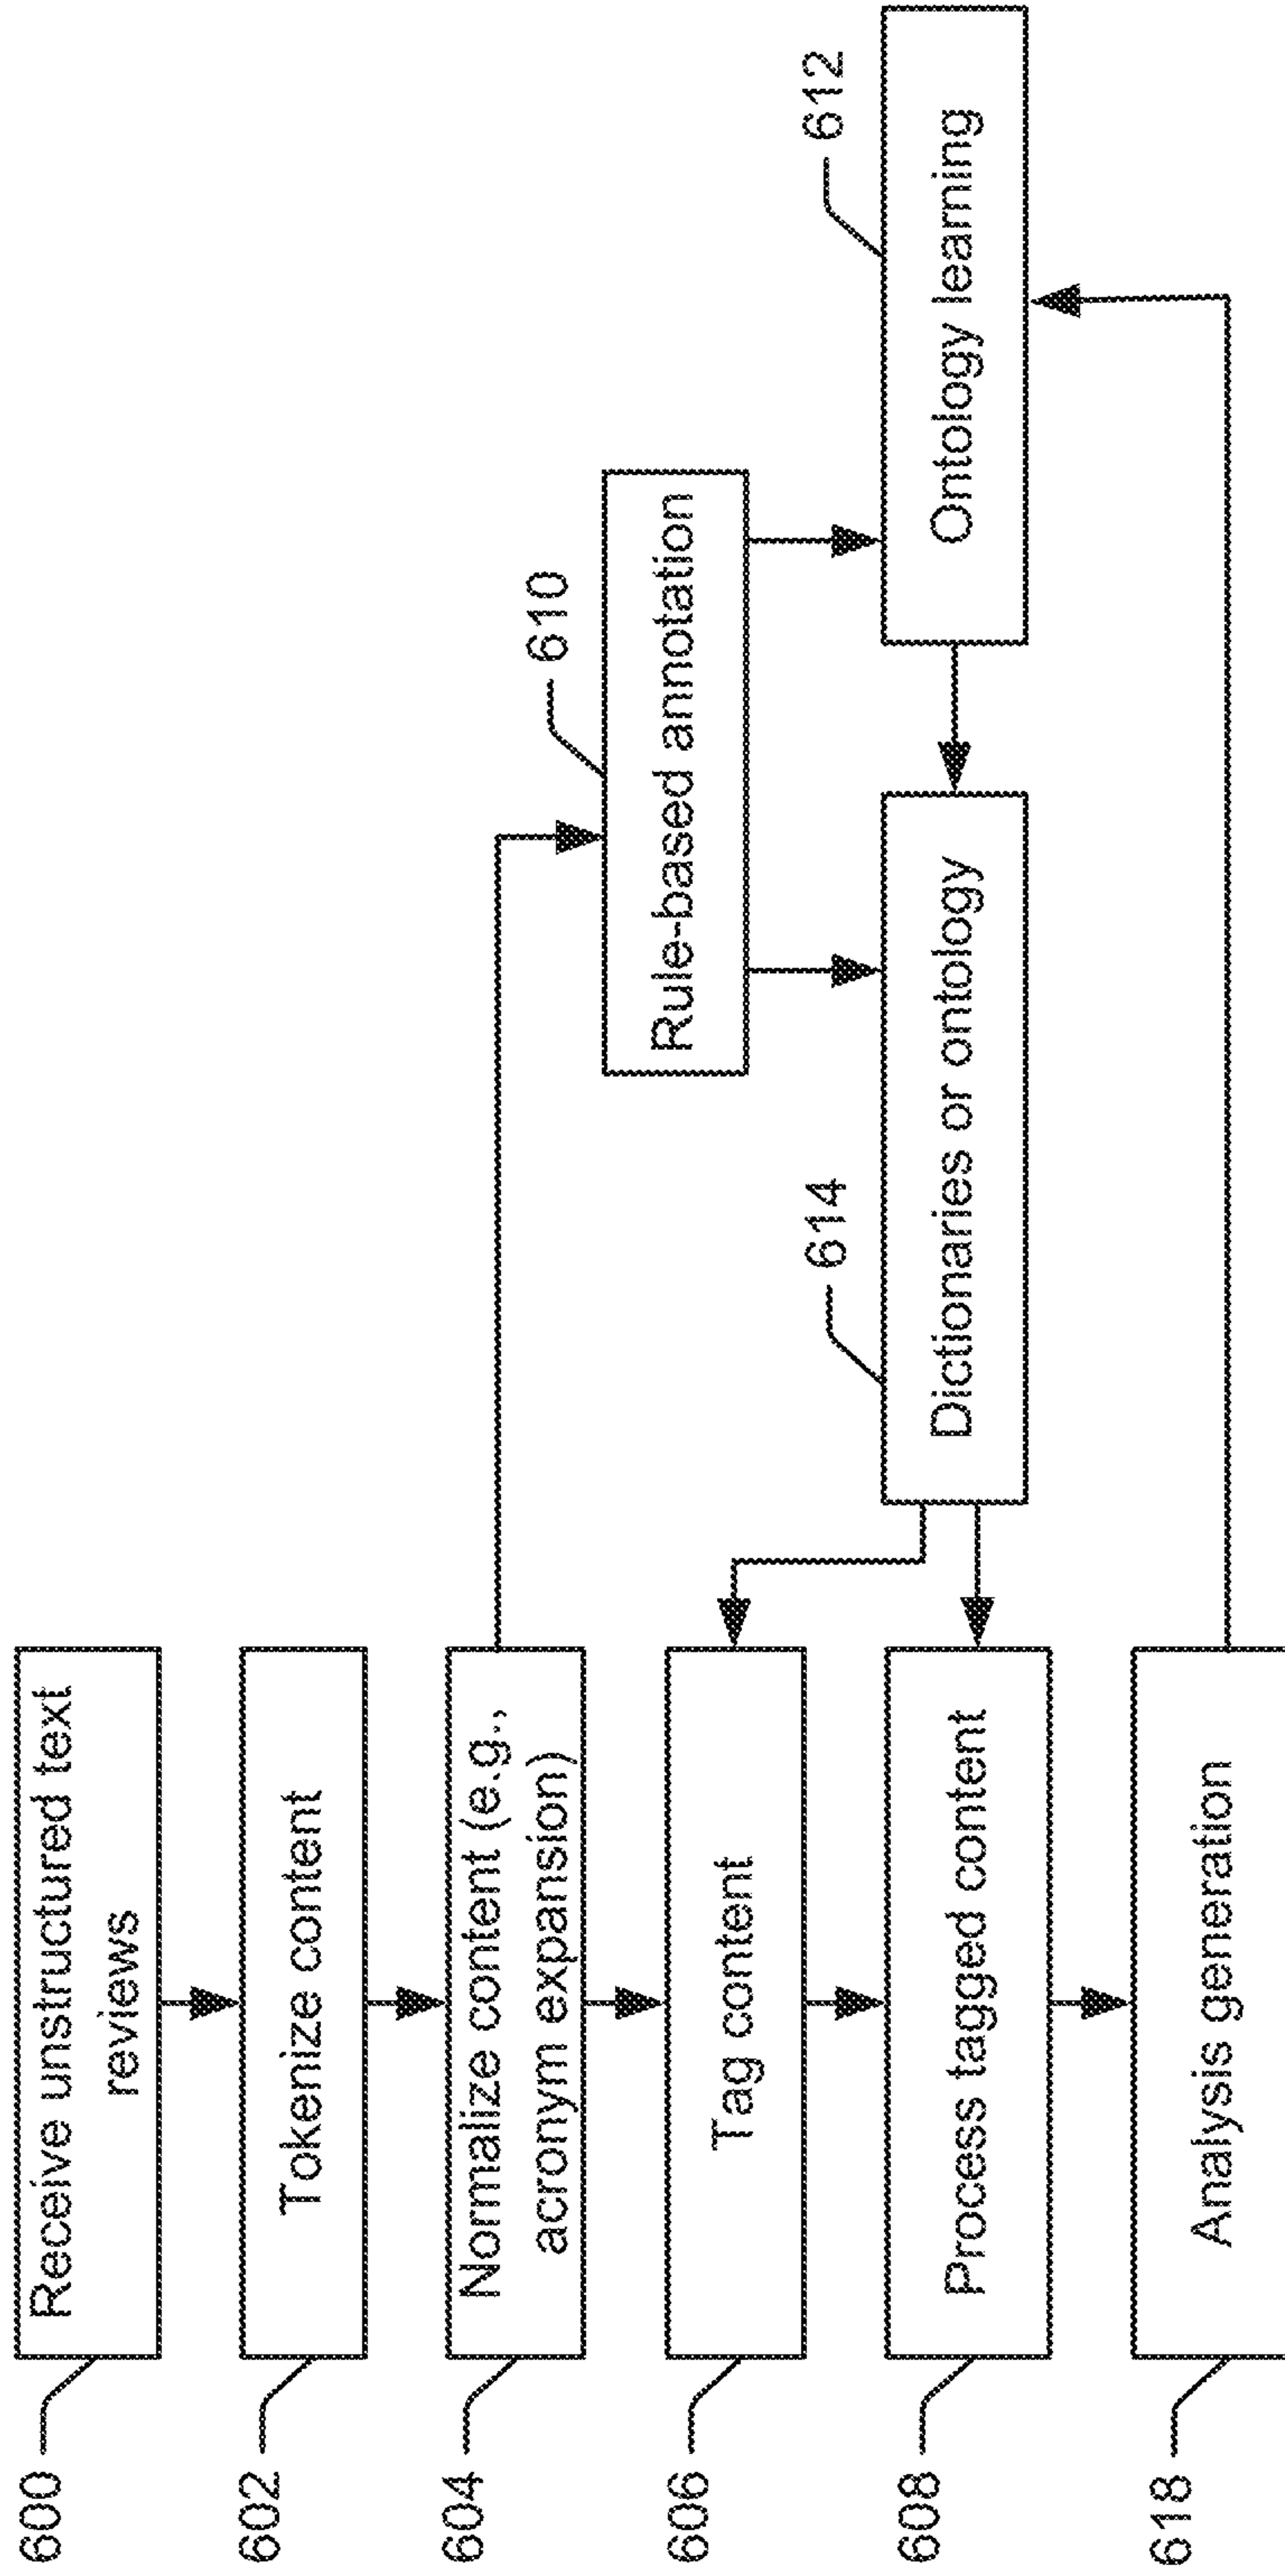 600
Receive unstructured text
reviews
602
Tokenize content
604
Normalize content (e.g.,
acronym expansion)
610
Rule-based annotation
606
Tag content
614
Dictionaries or ontology
612
Ontology learning
608
Process tagged content
618
Analysis generation